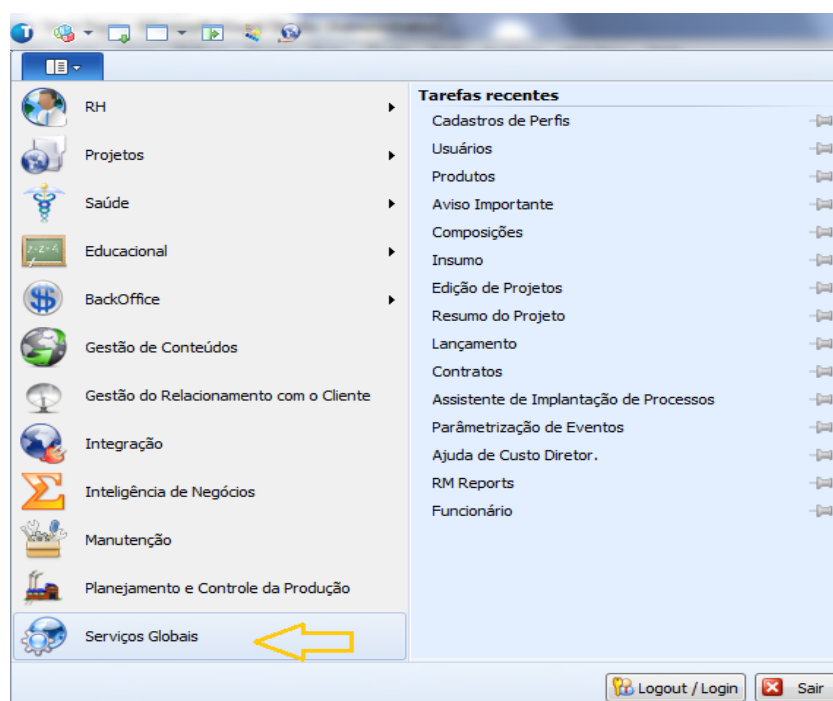 RH
Projetos
Saúde
Educacional
BackOffice
Gestão de Conteúdos
Gestão do Relacionamento com o Cliente
Integração
Inteligência de Negócios
Manutenção
Planejamento e Controle da Produção
Serviços Globais
Tarefas recentes
Cadastros de Perfis
Usuários
Produtos
Aviso Importante
Composições
Insumo
Edição de Projetos
Resumo do Projeto
Lançamento
Contratos
Assistente de Implantação de Processos
Parâmetrização de Eventos
Ajuda de Custo Diretor.
RM Reports
Funcionário
Logout / Login
Sair